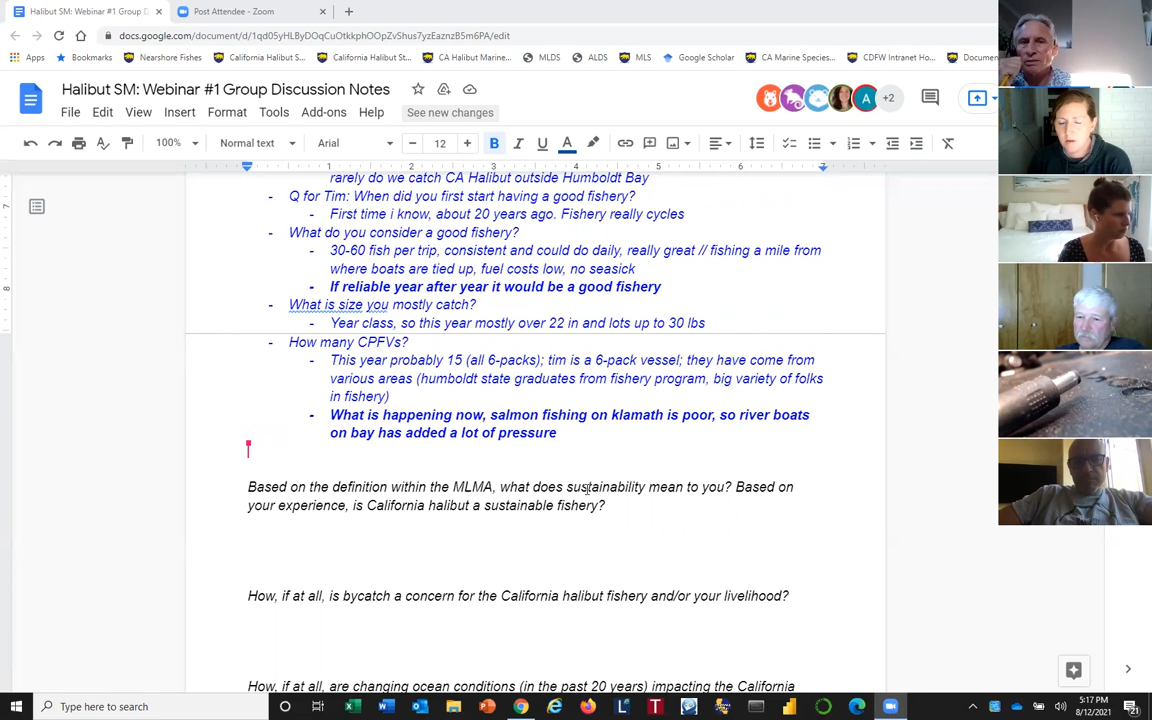 Halibut SM: Webinar #1 Group D
Post Attendee - Zoom
docs.google.com/document/d/1qd05yHLByDOqCuOtkkphOOpZvShus7yzEaznzB5m6PA/edit
Apps Bookmarks Nearshore Fishes California Halibut S... California Halibut St... CA Halibut Marine... MLDS ALDS MLS Google Scholar CA Marine Species... CDFW Intranet Ho... Documen
Halibut SM: Webinar #1 Group Discussion Notes
+2
File Edit View Insert Format Tools Add-ons Help See new changes
100% Normal text Arial 12 B I U A
1 2 3 4 5 6 7
rarely do we catch CA Halibut outside Humboldt Bay
- Q for Tim: When did you first start having a good fishery?
- First time i know, about 20 years ago. Fishery really cycles
- What do you consider a good fishery?
- 30-60 fish per trip, consistent and could do daily, really great // fishing a mile from
where boats are tied up, fuel costs low, no seasick
- If reliable year after year it would be a good fishery
- What is size you mostly catch?
- Year class, so this year mostly over 22 in and lots up to 30 lbs
- How many CPFVs?
- This year probably 15 (all 6-packs); tim is a 6-pack vessel; they have come from
various areas (humboldt state graduates from fishery program, big variety of folks
in fishery)
- What is happening now, salmon fishing on klamath is poor, so river boats
on bay has added a lot of pressure
Based on the definition within the MLMA, what does sustainability mean to you? Based on
your experience, is California halibut a sustainable fishery?
How, if at all, is bycatch a concern for the California halibut fishery and/or your livelihood?
How, if at all, are changing ocean conditions (in the past 20 years) impacting the California
7
8
Type here to search
5:17 PM
8/12/2021
21